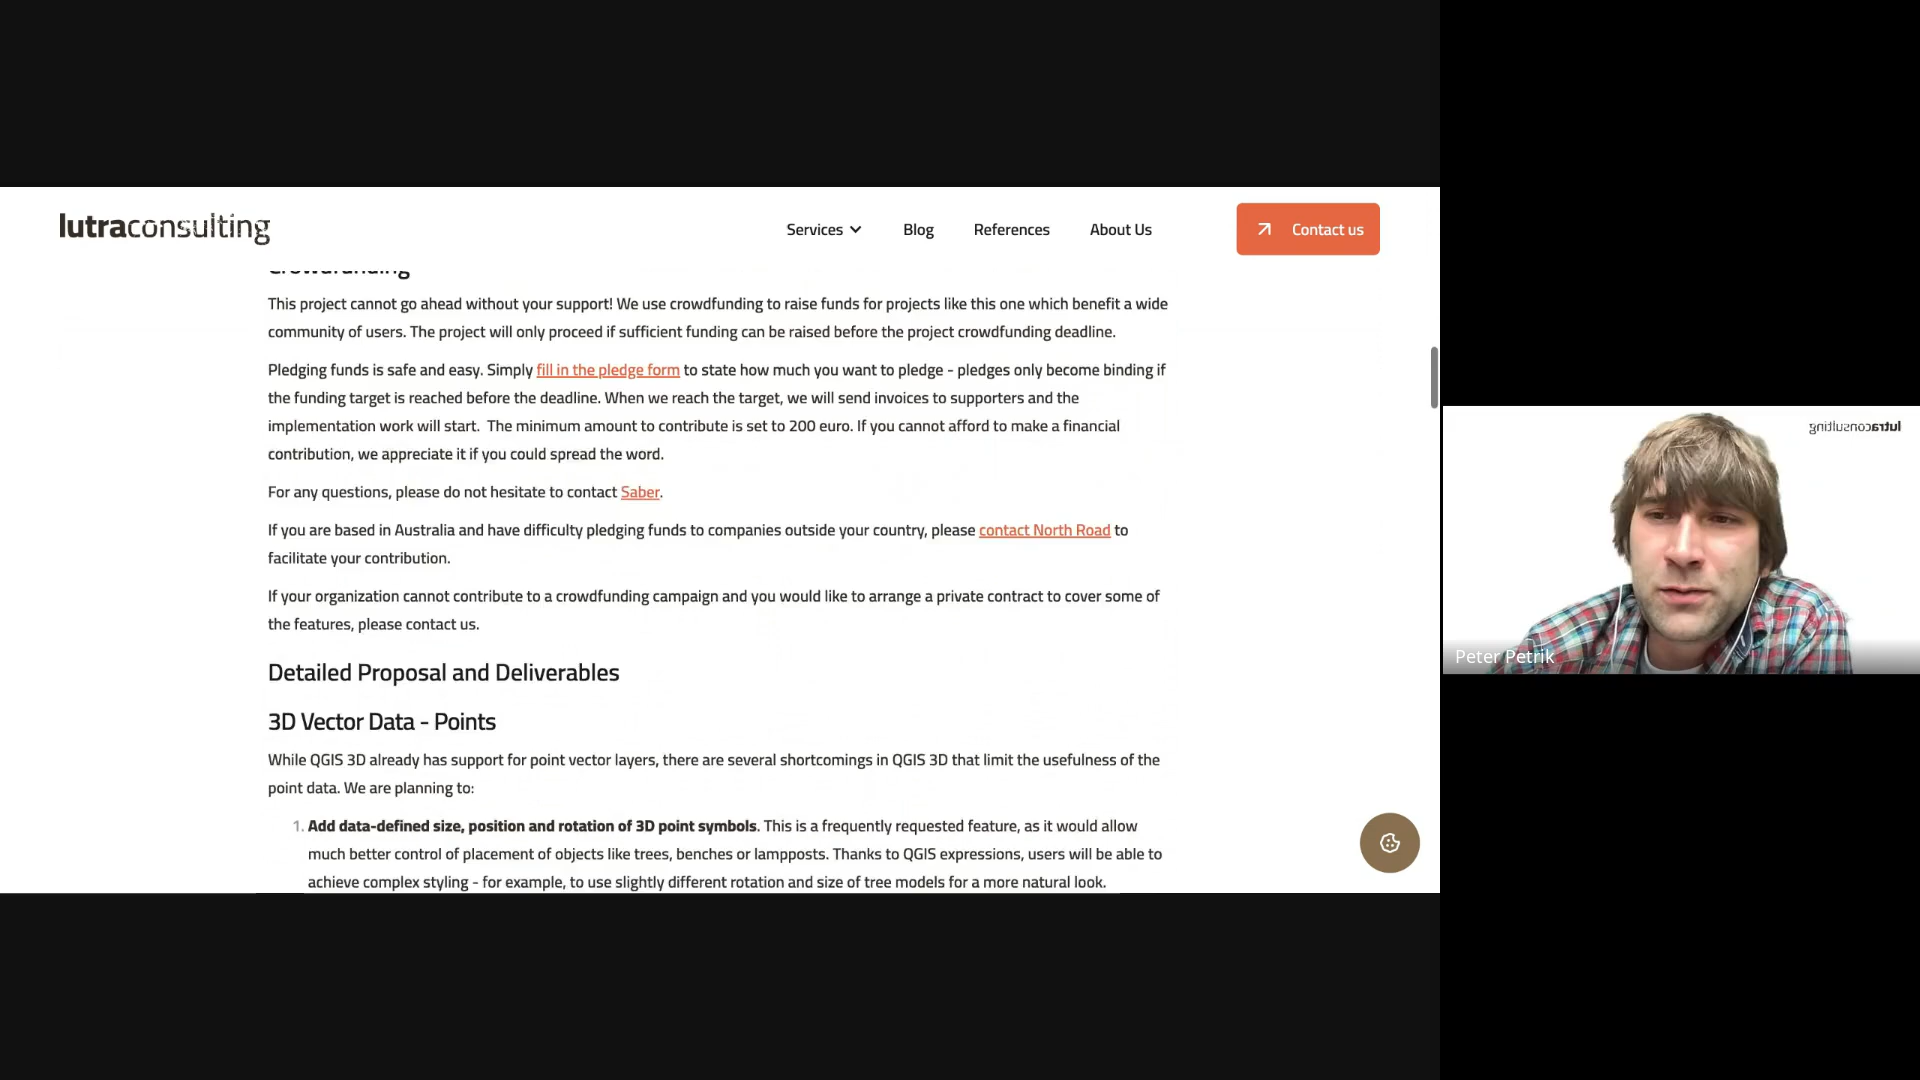 lutraconsulting
Services
Blog
References
About Us
Contact us
Crowdfunding
This project cannot go ahead without your support! We use crowdfunding to raise funds for projects like this one which benefit a wide
community of users. The project will only proceed if sufficient funding can be raised before the project crowdfunding deadline.
Pledging funds is safe and easy. Simply fill in the pledge form to state how much you want to pledge - pledges only become binding if
the funding target is reached before the deadline. When we reach the target, we will send invoices to supporters and the
implementation work will start. The minimum amount to contribute is set to 200 euro. If you cannot afford to make a financial
contribution, we appreciate it if you could spread the word.
For any questions, please do not hesitate to contact Saber.
If you are based in Australia and have difficulty pledging funds to companies outside your country, please contact North Road to
facilitate your contribution.
If your organization cannot contribute to a crowdfunding campaign and you would like to arrange a private contract to cover some of
the features, please contact us.
Detailed Proposal and Deliverables
3D Vector Data - Points
While QGIS 3D already has support for point vector layers, there are several shortcomings in QGIS 3D that limit the usefulness of the
point data. We are planning to:
1. Add data-defined size, position and rotation of 3D point symbols. This is a frequently requested feature, as it would allow
much better control of placement of objects like trees, benches or lampposts. Thanks to QGIS expressions, users will be able to
achieve complex styling - for example, to use slightly different rotation and size of tree models for a more natural look.
lutraconsulting
Peter Petrik